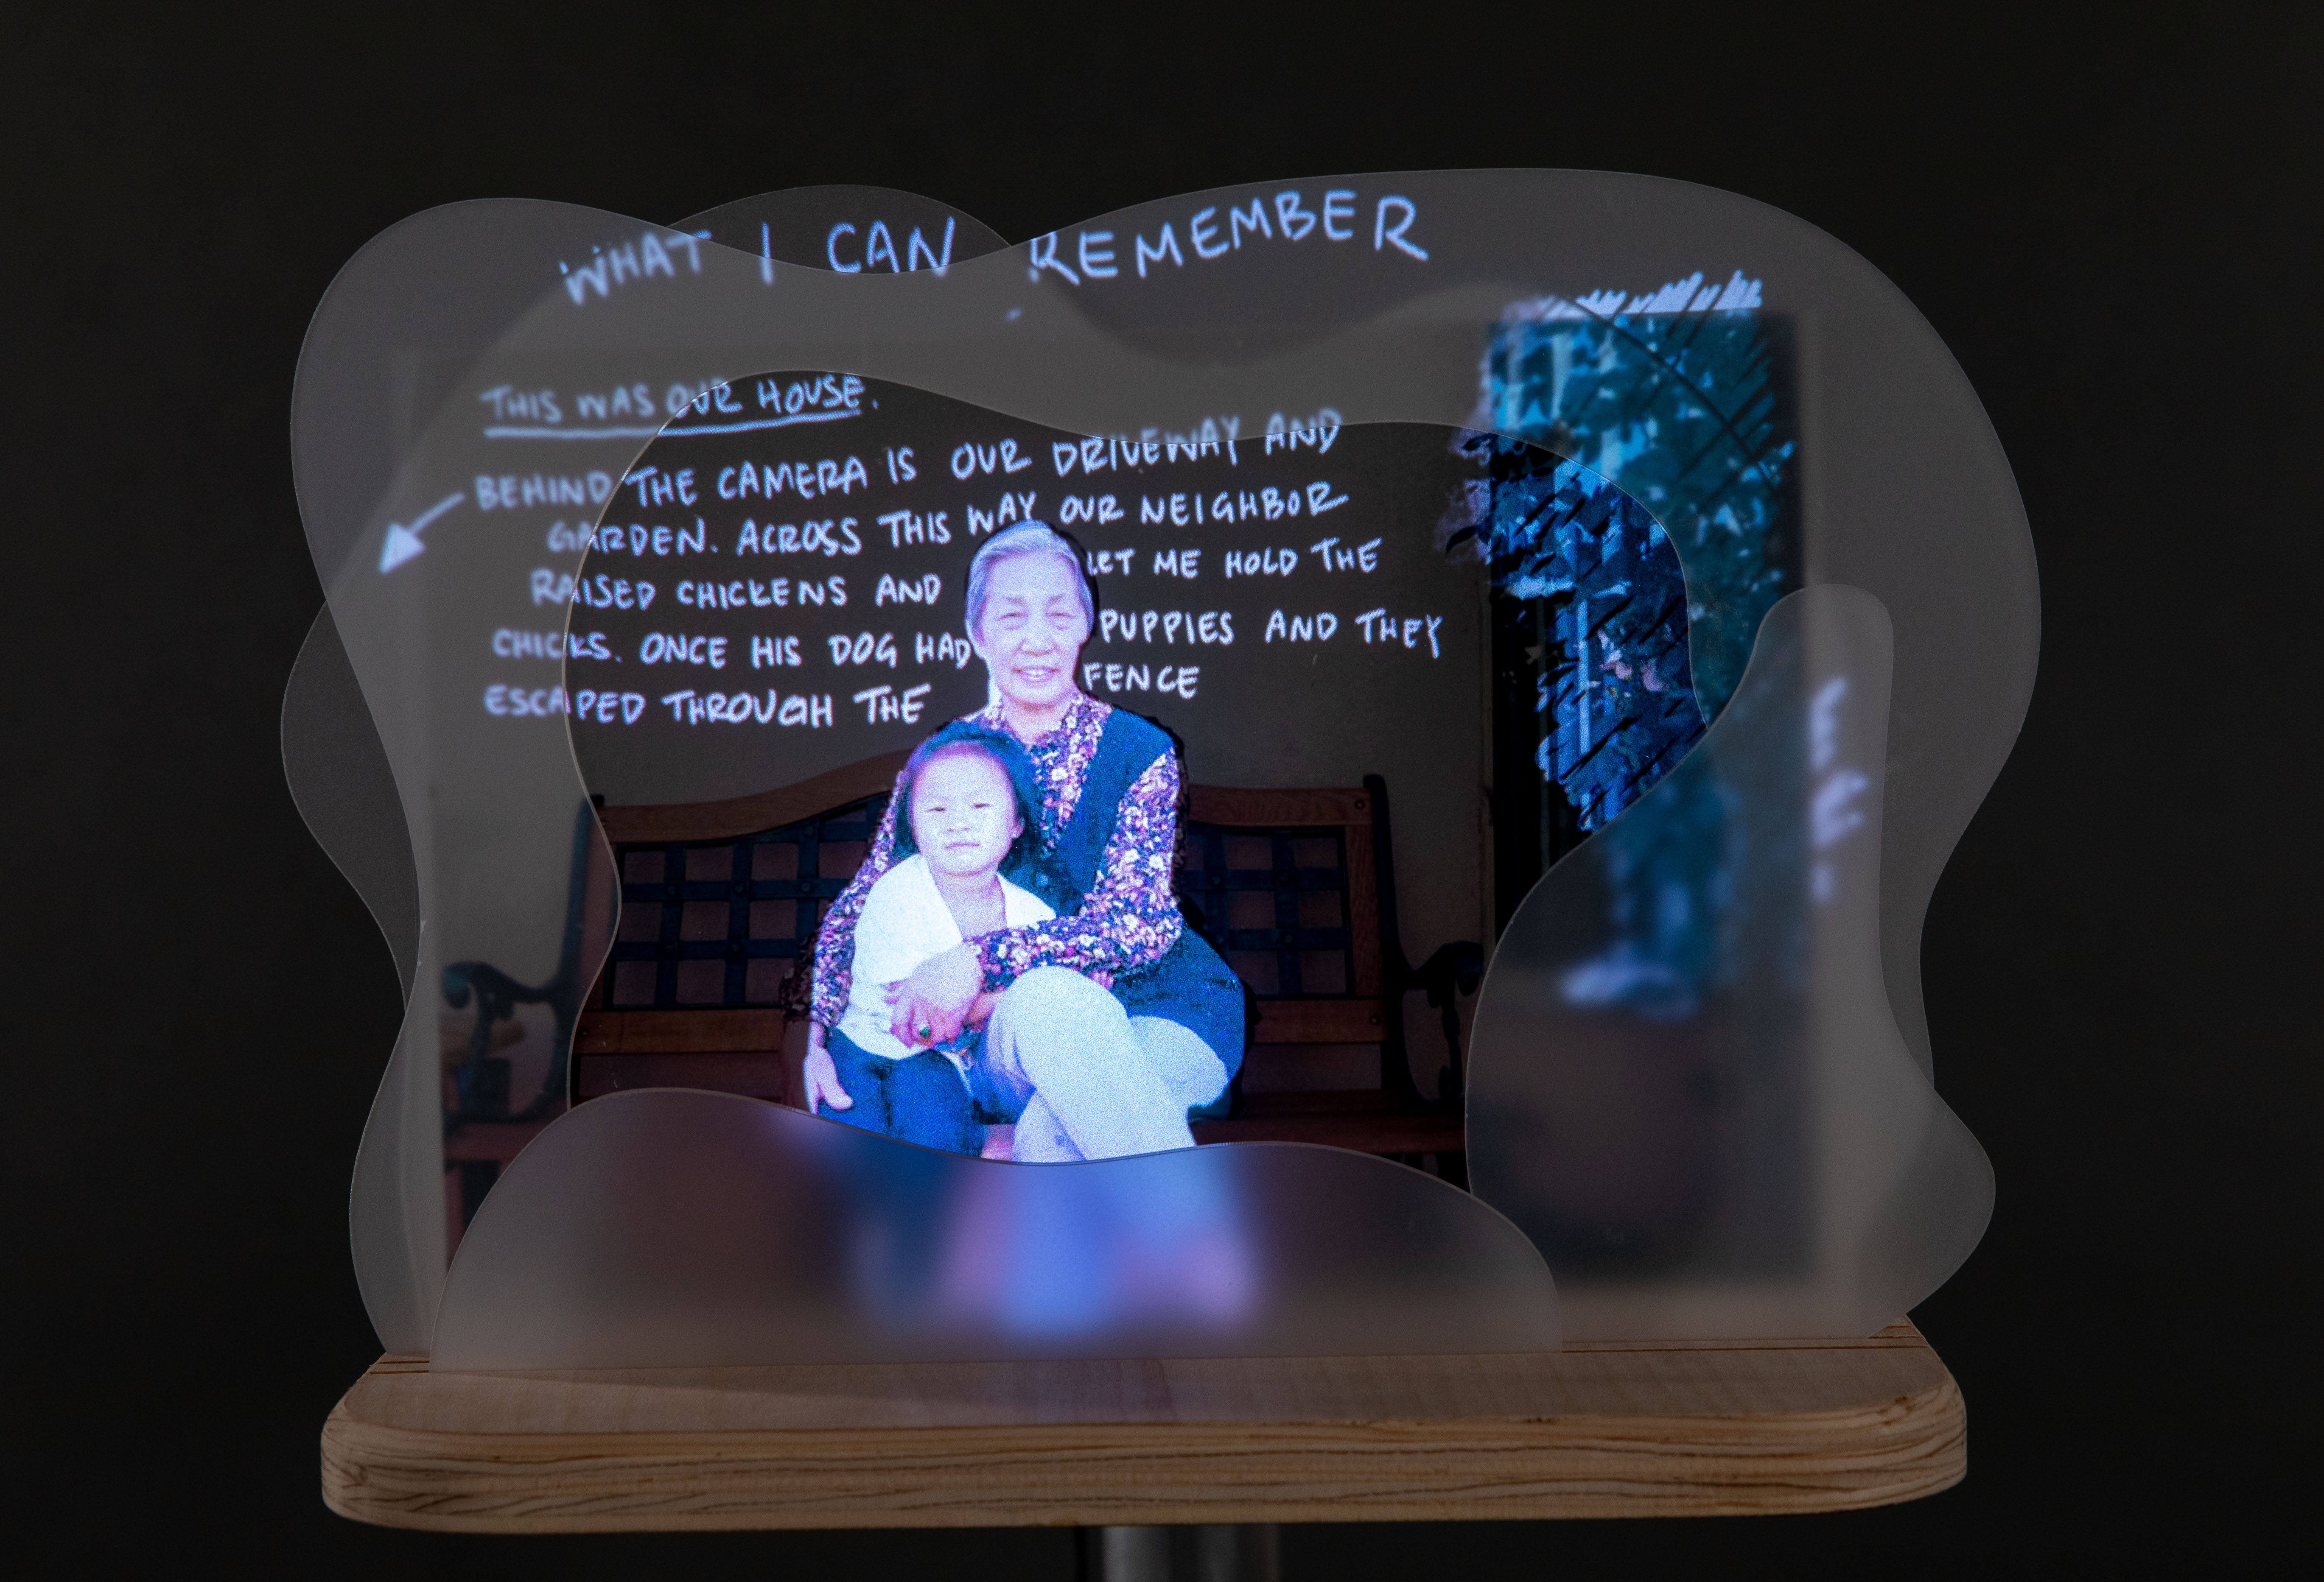 WHAT I CAN REMEMBER
THIS WAS OUR HOUSE.
BEHIND THE CAMERA IS OUR DRIVEWAY AND
GARDEN. ACROSS THIS WAY OUR NEIGHBOR
RAISED CHICKENS AND LET ME HOLD THE
CHICKS. ONCE HIS DOG HAD PUPPIES AND THEY
ESCAPED THROUGH THE FENCE